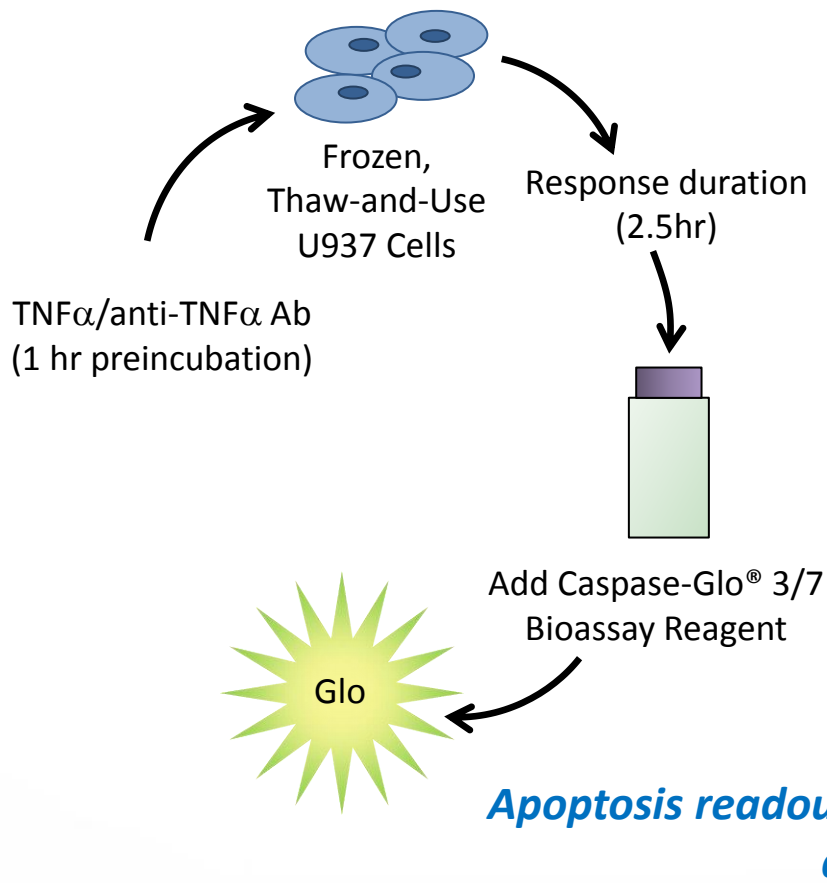 Frozen,
Thaw-and-Use
U937 Cells
Response duration
(2.5hr)
TNFα/anti-TNFα Ab
(1 hr preincubation)
Add Caspase-Glo® 3/7
Bioassay Reagent
Glo
Apoptosis